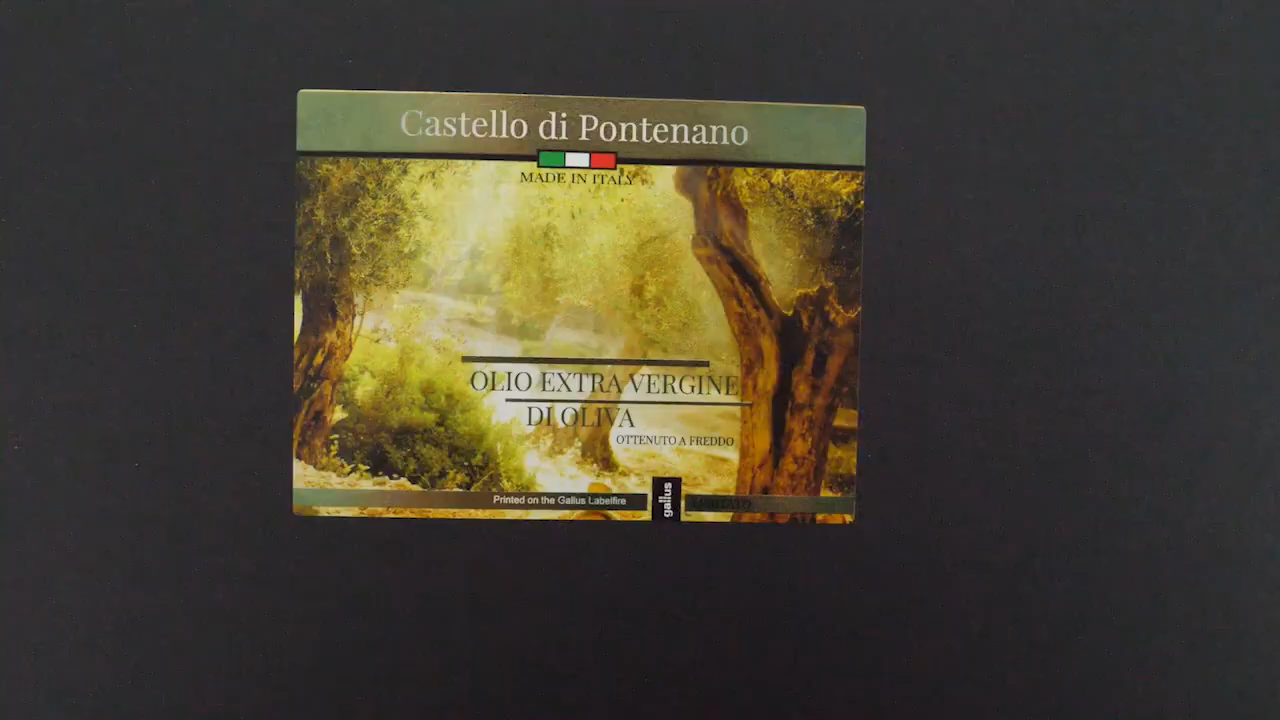 Castello di Pontenano
MADE IN ITALY
OLIO EXTRA VERGINE
DI OLIVA
OTTENUTO A FREDDO
Printed on the Gallus Labelfire
gallus